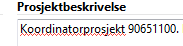 Prosjektbeskrivelse
Koordinatorprosjekt 90651100.